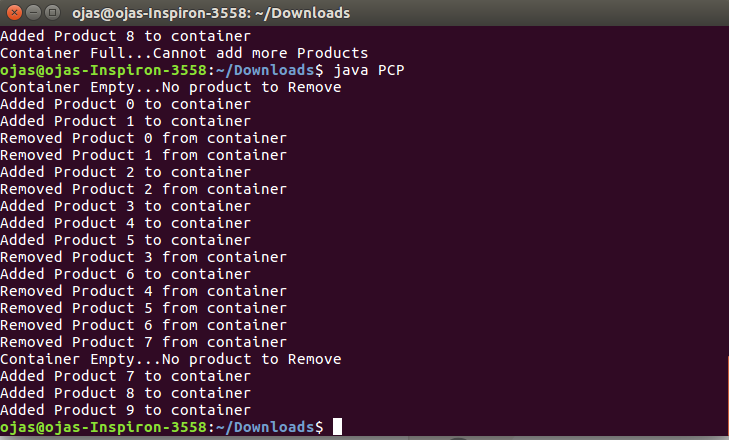 ojas@ojas-Inspiron-3558: ~/Downloads
Added Product 8 to container
Container Full...Cannot add more Products
ojas@ojas-Inspiron-3558:~/Downloads$ java PCP
Container Empty...No product to Remove
Added Product 0 to container
Added Product 1 to container
Removed Product 0 from container
Removed Product 1 from container
Added Product 2 to container
Removed Product 2 from container
Added Product 3 to container
Added Product 4 to container
Added Product 5 to container
Removed Product 3 from container
Added Product 6 to container
Removed Product 4 from container
Removed Product 5 from container
Removed Product 6 from container
Removed Product 7 from container
Container Empty...No product to Remove
Added Product 7 to container
Added Product 8 to container
Added Product 9 to container
ojas@ojas-Inspiron-3558:~/Downloads$